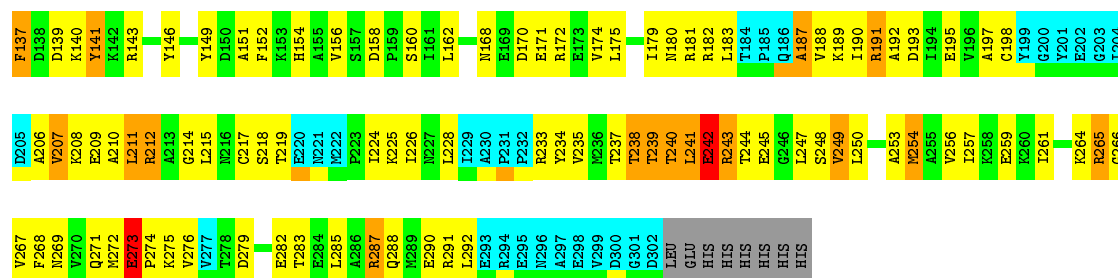 F137 D138 D139 K140 Y141 K142 R143 Y146 Y149 D150 A151 F152 K153 H154 A155 V156 S157 D158 P159 S160 I161 L162 N168 E169 D170 E171 R172 E173 V174 L175 I179 N180 R181 R182 L183 T184 P185 Q186 A187 V188 K189 I190 R191 A192 D193 I194 E195 V196 A197 C198 Y199 G200 Y201 E202 G203 I204
D205 A206 V207 K208 E209 A210 L211 R212 A213 G214 L215 N216 C217 S218 T219 E220 N221 M222 P223 I224 K225 I226 N227 L228 I229 A230 P231 P232 R233 Y234 V235 M236 T237 T238 T239 T240 L241 E242 R243 T244 E245 G246 L247 S248 V249 L250 A253 M254 A255 V256 I257 K258 E259 K260 I261 K264 R265 G266
V267 F268 N269 V270 Q271 M272 E273 P274 K275 V276 V277 T278 D279 E282 T283 E284 L285 A286 R287 Q288 M289 E290 R291 L292 E293 R294 E295 N296 A297 E298 V299 D300 G301 D302 LEU GLU HIS HIS HIS HIS HIS HIS